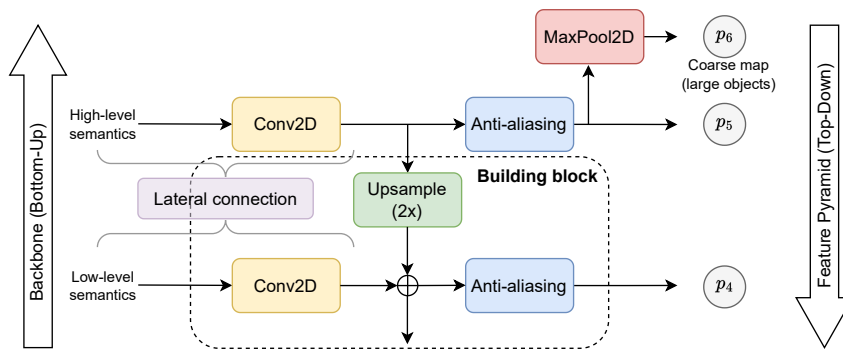 Backbone (Bottom-Up)
MaxPool2D
p6
Coarse map
(large objects)
High-level
semantics
Conv2D
Anti-aliasing
p5
Building block
Lateral connection
Upsample
(2x)
Low-level
semantics
Conv2D
Anti-aliasing
p4
Feature Pyramid (Top-Down)